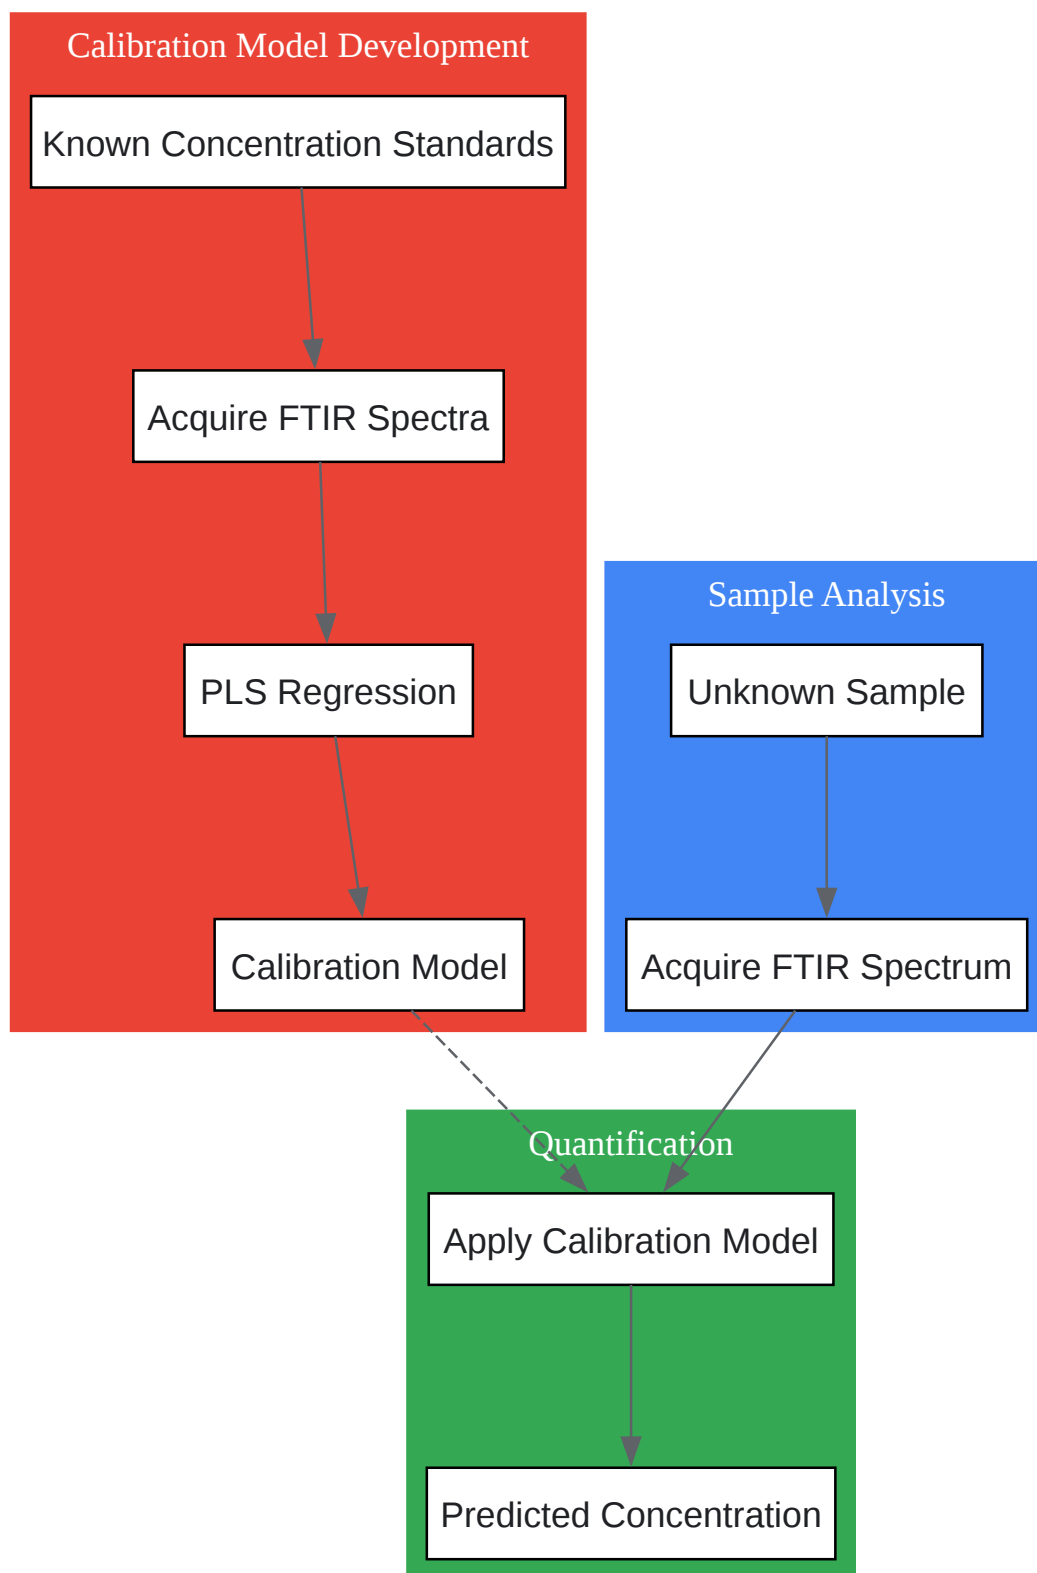 Calibration Model Development
Known Concentration Standards
Acquire FTIR Spectra
PLS Regression
Calibration Model
Sample Analysis
Unknown Sample
Acquire FTIR Spectrum
Quantification
Apply Calibration Model
Predicted Concentration